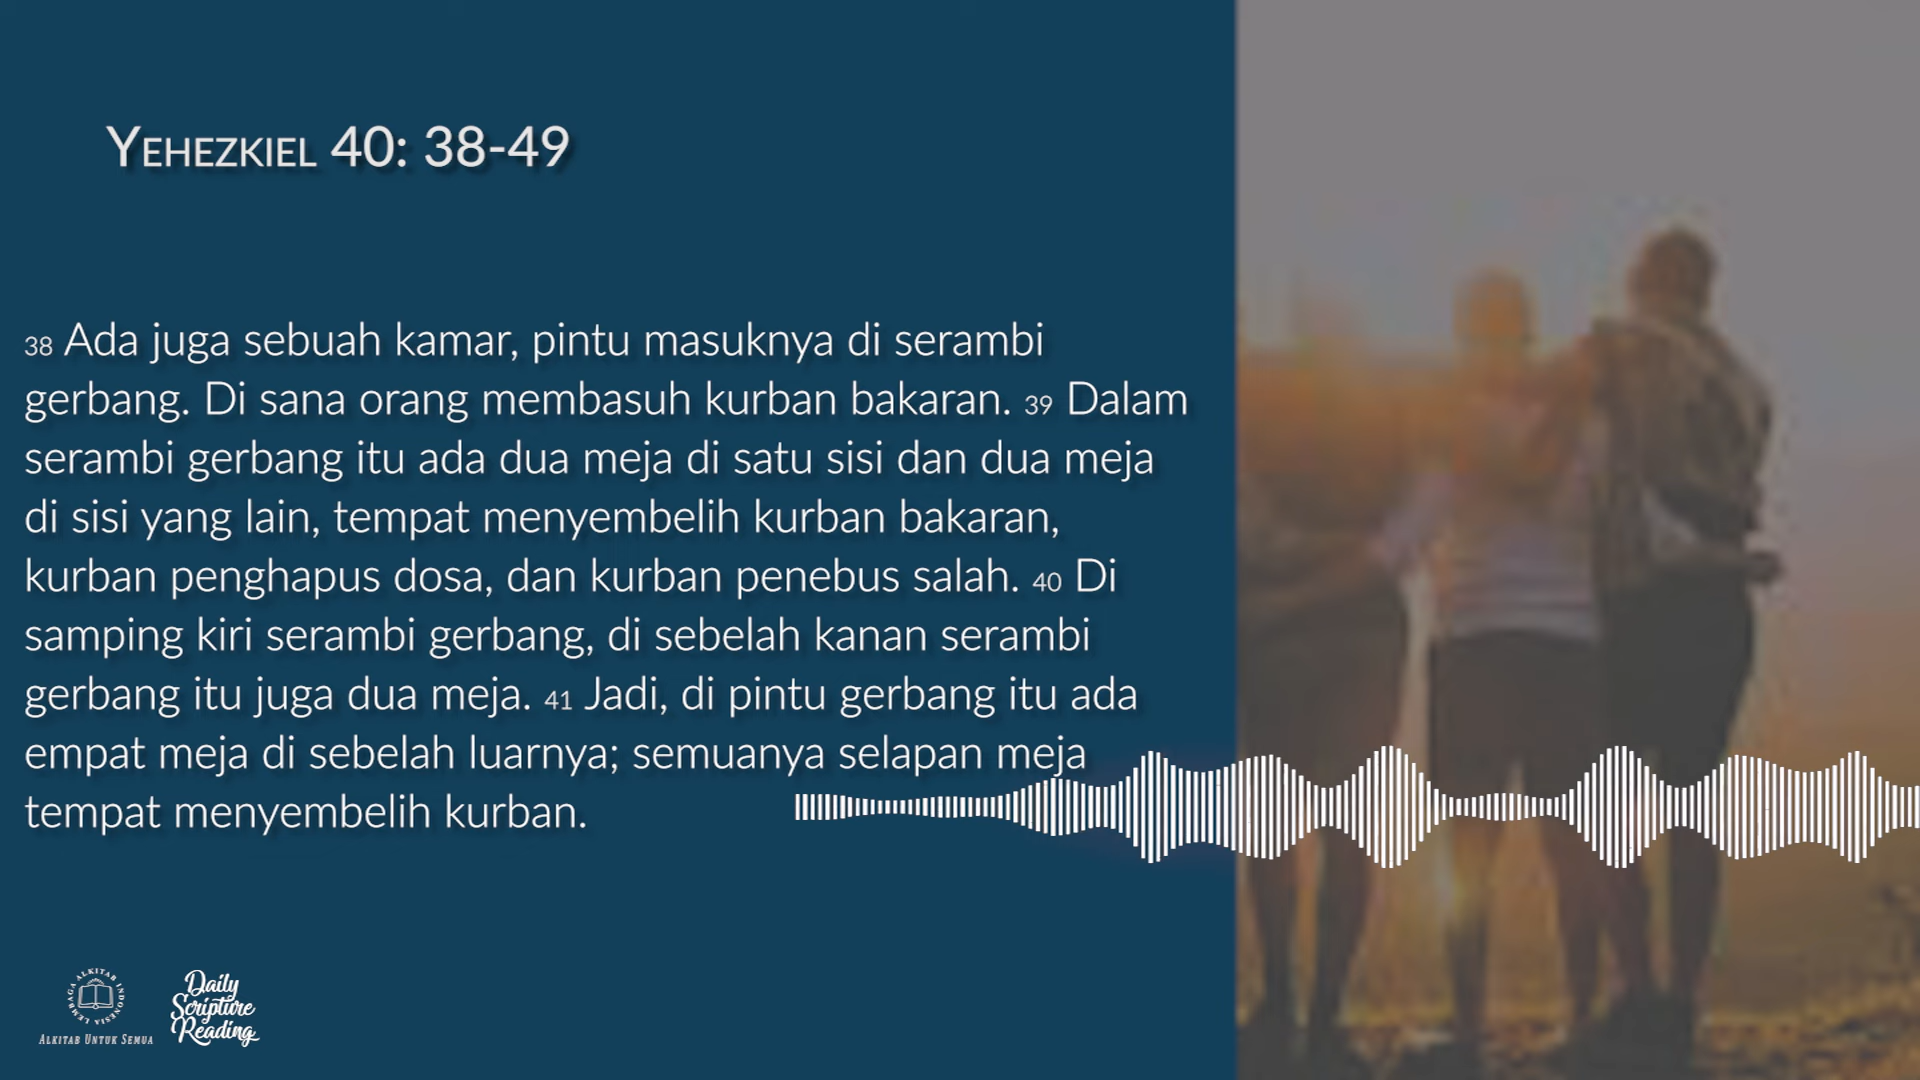 YEHEZKIEL 40: 38-49
38 Ada juga sebuah kamar, pintu masuknya di serambi
gerbang. Di sana orang membasuh kurban bakaran. 39 Dalam
serambi gerbang itu ada dua meja di satu sisi dan dua meja
di sisi yang lain, tempat menyembelih kurban bakaran,
kurban penghapus dosa, dan kurban penebus salah. 40 Di
samping kiri serambi gerbang, di sebelah kanan serambi
gerbang itu juga dua meja. 41 Jadi, di pintu gerbang itu ada
empat meja di sebelah luarnya; semuanya selapan meja
tempat menyembelih kurban.
LEMBAGA ALKITAB INDONESIA
ALKITAB UNTUK SEMUA
Daily
Scripture
Reading